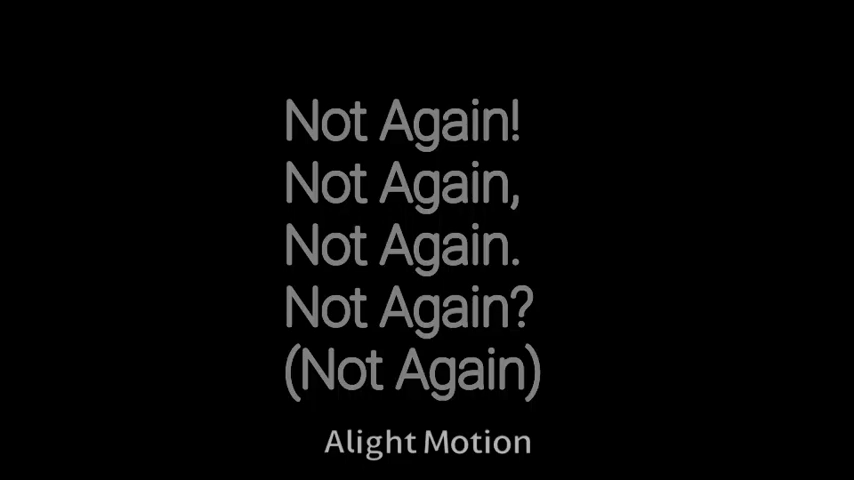 Not Again!
Not Again,
Not Again.
Not Again?
(Not Again)
Alight Motion